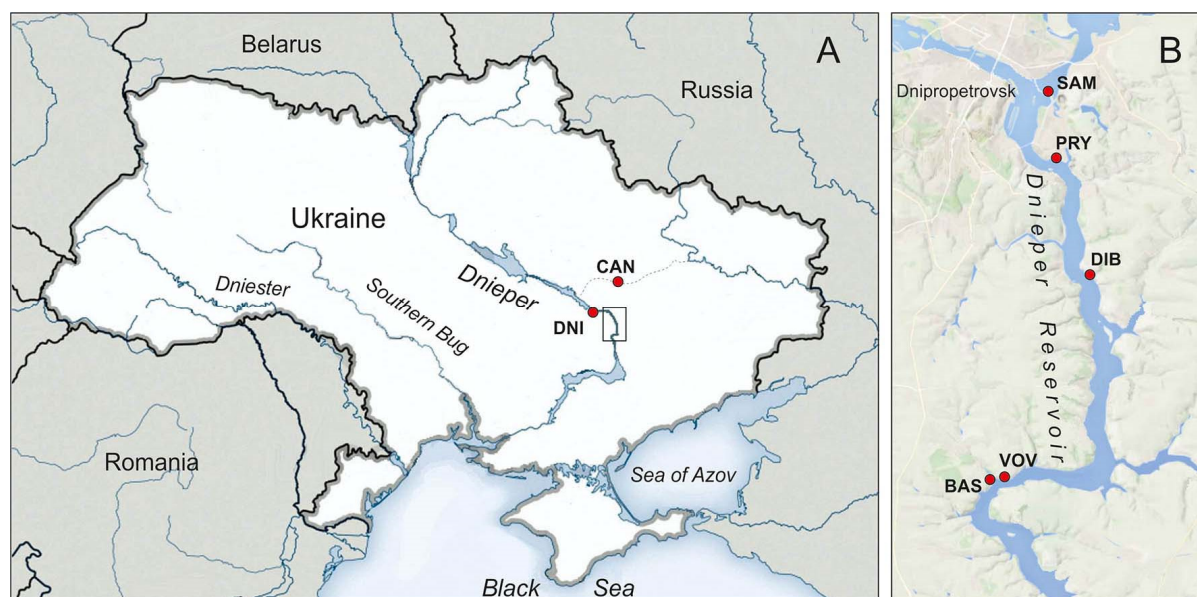 A
Belarus
Russia
Ukraine
CAN
Dnieper
Dniester
Southern Bug
DNI
Romania
Sea of Azov
Black Sea
B
SAM
Dnipropetrovsk
PRY
Dnieper Reservoir
DIB
VOV
BAS